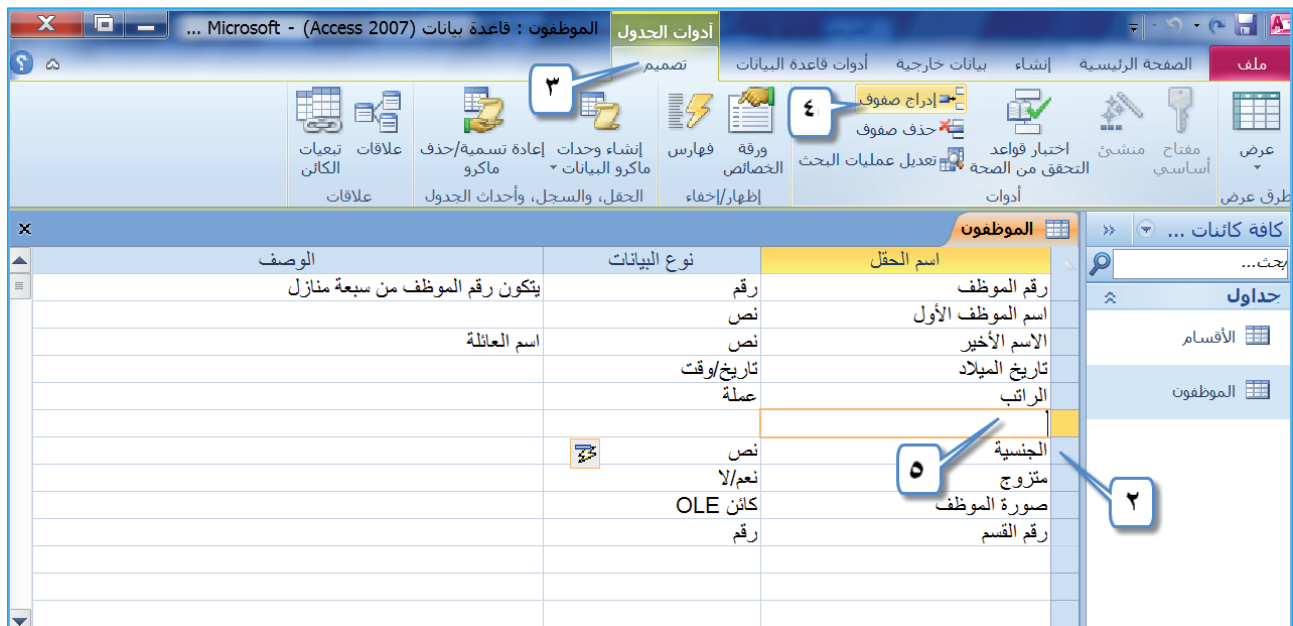 أدوات الجدول
الموظفون : قاعدة بيانات (Access 2007) - Microsoft ...
ملف
الصفحة الرئيسية
إنشاء
بيانات خارجية
أدوات قاعدة البيانات
تصميم
٣
عرض
مفتاح أساسي
منشئ
اختبار قواعد التحقق من الصحة
إدراج صفوف
حذف صفوف
تعديل عمليات البحث
٤
ورقة الخصائص
فهارس
إنشاء وحدات ماكرو البيانات
إعادة تسمية/حذف ماكرو
علاقات
تبعيات الكائن
طرق عرض
أدوات
إظهار/إخفاء
الحقل، والسجل، وأحداث الجدول
علاقات
كافة كائنات ...
بحث...
جداول
الأقسام
الموظفون
الموظفون
اسم الحقل نوع البيانات الوصف
رقم الموظف رقم يتكون رقم الموظف من سبعة منازل
اسم الموظف الأول نص
الاسم الأخير نص اسم العائلة
تاريخ الميلاد تاريخ/وقت
الراتب عملة
الجنسية نص
متزوج نعم/لا
صورة الموظف كائن OLE
رقم القسم رقم
٥
٢